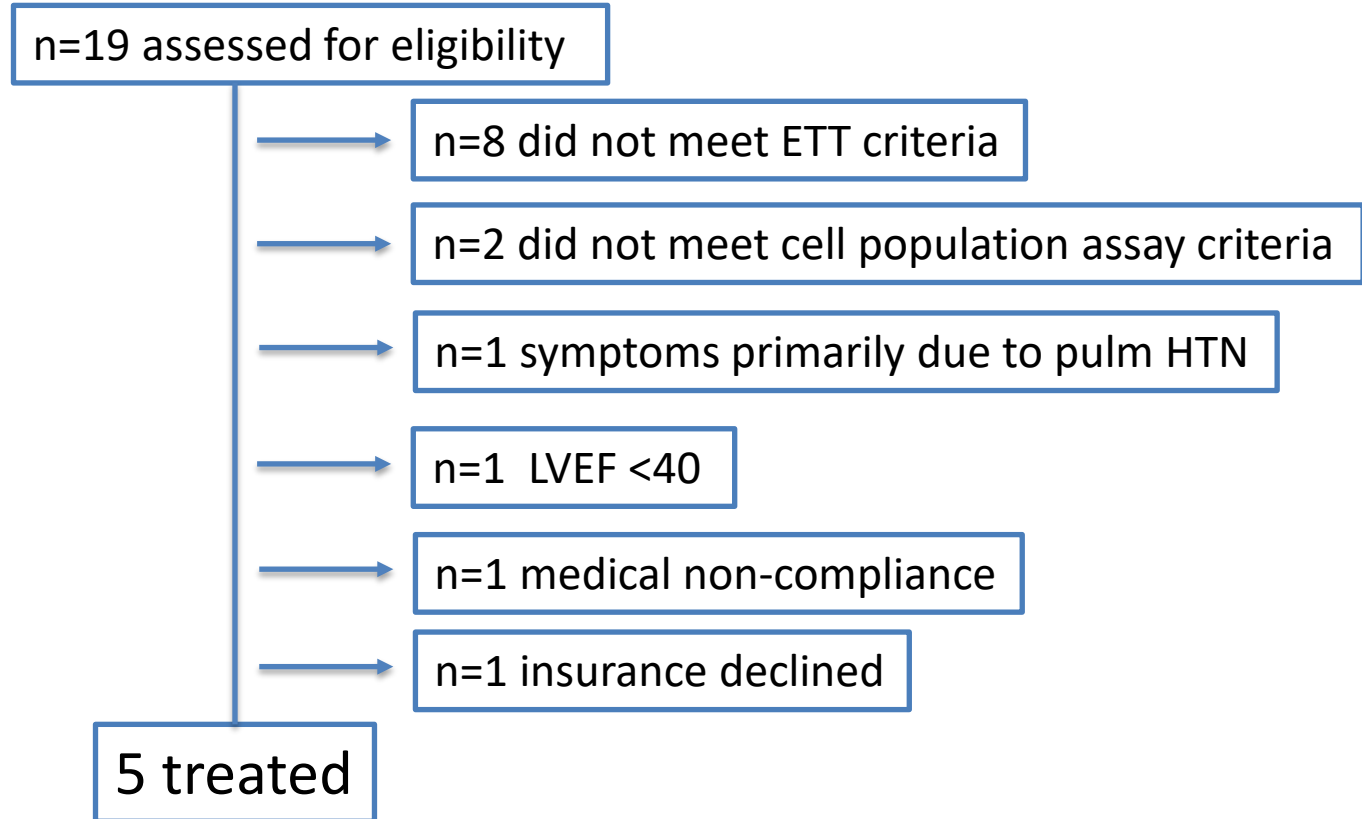 n=19 assessed for eligibility
n=8 did not meet ETT criteria
n=2 did not meet cell population assay criteria
n=1 symptoms primarily due to pulm HTN
n=1 LVEF <40
n=1 medical non-compliance
n=1 insurance declined
5 treated